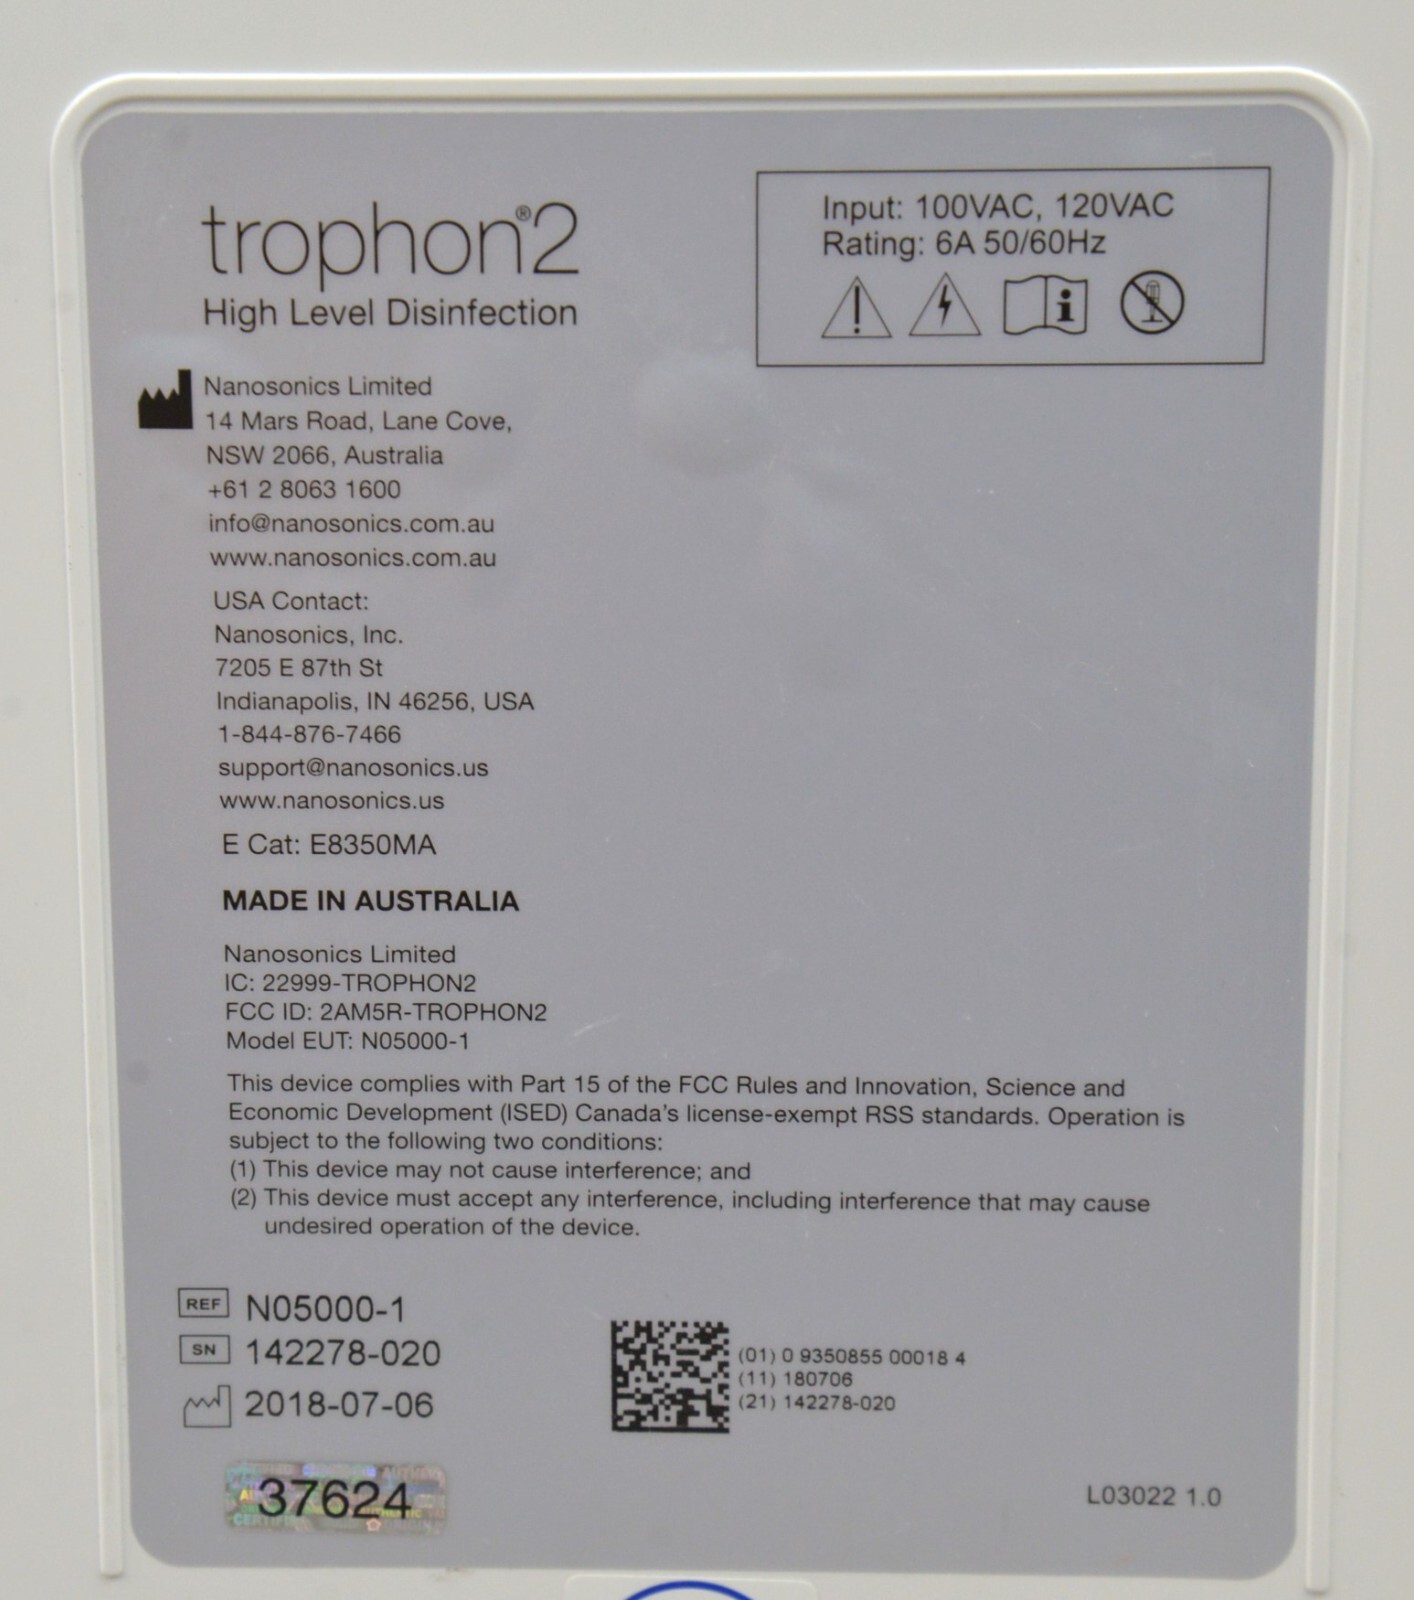 trophon®2
High Level Disinfection
Input: 100VAC, 120VAC
Rating: 6A 50/60Hz
Nanosonics Limited
14 Mars Road, Lane Cove,
NSW 2066, Australia
+61 2 8063 1600
info@nanosonics.com.au
www.nanosonics.com.au
USA Contact:
Nanosonics, Inc.
7205 E 87th St
Indianapolis, IN 46256, USA
1-844-876-7466
support@nanosonics.us
www.nanosonics.us
E Cat: E8350MA
MADE IN AUSTRALIA
Nanosonics Limited
IC: 22999-TROPHON2
FCC ID: 2AM5R-TROPHON2
Model EUT: N05000-1
This device complies with Part 15 of the FCC Rules and Innovation, Science and
Economic Development (ISED) Canada's license-exempt RSS standards. Operation is
subject to the following two conditions:
(1) This device may not cause interference; and
(2) This device must accept any interference, including interference that may cause
undesired operation of the device.
REF N05000-1
SN 142278-020
2018-07-06
(01) 0 9350855 00018 4
(11) 180706
(21) 142278-020
37624
L03022 1.0